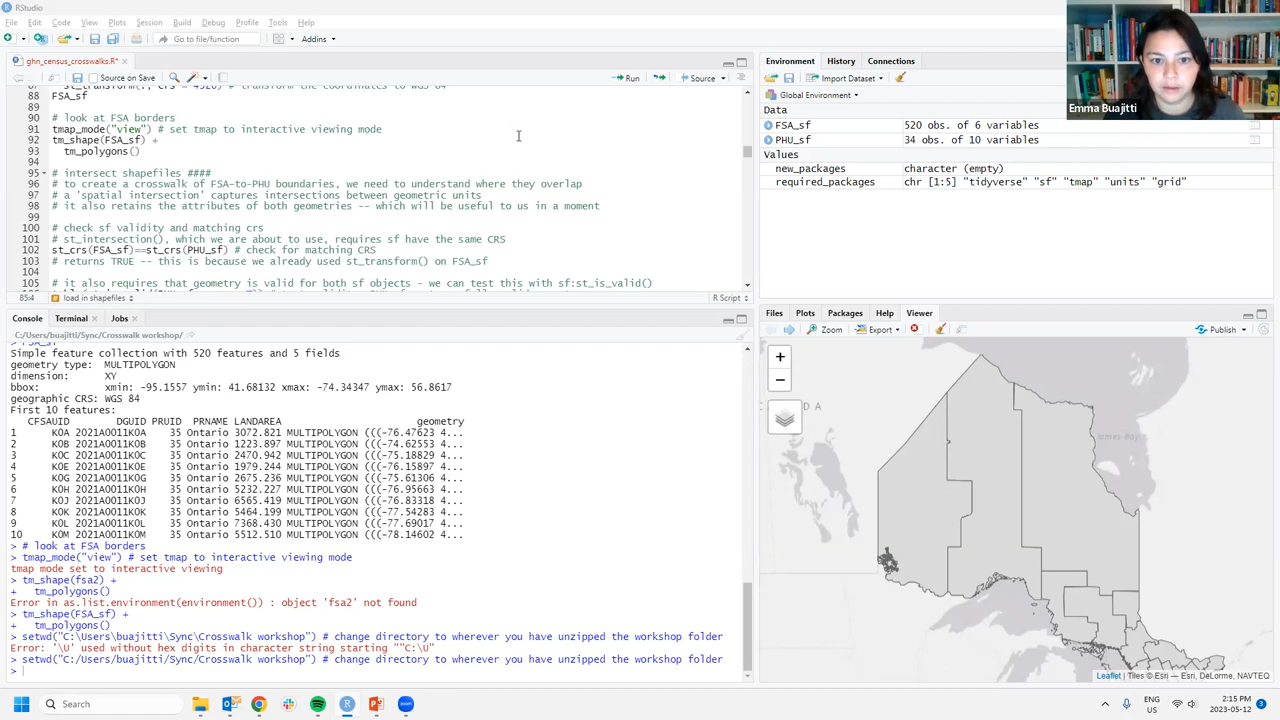 RStudio
File Edit Code View Plots Session Build Debug Profile Tools Help
Go to file/function
Addins
ghn_census_crosswalks.R*
Source on Save
Run
Source
87 st_transform(., crs = 4326) # transform the coordinates to WGS 84
88 FSA_sf
89
90 # look at FSA borders
91 tmap_mode("view") # set tmap to interactive viewing mode
92 tm_shape(FSA_sf) +
93 tm_polygons()
94
95 # intersect shapefiles ####
96 # to create a crosswalk of FSA-to-PHU boundaries, we need to understand where they overlap
97 # a 'spatial intersection' captures intersections between geometric units
98 # it also retains the attributes of both geometries -- which will be useful to us in a moment
99
100 # check sf validity and matching crs
101 # st_intersection(), which we are about to use, requires sf have the same CRS
102 st_crs(FSA_sf)==st_crs(PHU_sf) # check for matching CRS
103 # returns TRUE -- this is because we already used st_transform() on FSA_sf
104
105 # it also requires that geometry is valid for both sf objects - we can test this with sf:st_is_valid()
85:4 load in shapefiles
R Script
Console Terminal Jobs
C:/Users/buajitti/Sync/Crosswalk workshop/
> FSA_sf
Simple feature collection with 520 features and 5 fields
geometry type: MULTIPOLYGON
dimension: XY
bbox: xmin: -95.1557 ymin: 41.68132 xmax: -74.34347 ymax: 56.8617
geographic CRS: WGS 84
First 10 features:
CFSAUID DGUID PRUID PRNAME LANDAREA geometry
1 K0A 2021A0011K0A 35 Ontario 3072.821 MULTIPOLYGON (((-76.47623 4...
2 K0B 2021A0011K0B 35 Ontario 1223.897 MULTIPOLYGON (((-74.62553 4...
3 K0C 2021A0011K0C 35 Ontario 2470.942 MULTIPOLYGON (((-75.18829 4...
4 K0E 2021A0011K0E 35 Ontario 1979.244 MULTIPOLYGON (((-76.15897 4...
5 K0G 2021A0011K0G 35 Ontario 2675.236 MULTIPOLYGON (((-75.61306 4...
6 K0H 2021A0011K0H 35 Ontario 5232.227 MULTIPOLYGON (((-76.95663 4...
7 K0J 2021A0011K0J 35 Ontario 6565.419 MULTIPOLYGON (((-76.83318 4...
8 K0K 2021A0011K0K 35 Ontario 5464.199 MULTIPOLYGON (((-77.54283 4...
9 K0L 2021A0011K0L 35 Ontario 7368.430 MULTIPOLYGON (((-77.69017 4...
10 K0M 2021A0011K0M 35 Ontario 5512.510 MULTIPOLYGON (((-78.14602 4...
> # look at FSA borders
> tmap_mode("view") # set tmap to interactive viewing mode
tmap mode set to interactive viewing
> tm_shape(fsa2) +
+ tm_polygons()
Error in as.list.environment(environment()) : object 'fsa2' not found
> tm_shape(FSA_sf) +
+ tm_polygons()
> setwd("C:\Users\buajitti\Sync\Crosswalk workshop") # change directory to wherever you have unzipped the workshop folder
Error: '\U' used without hex digits in character string starting ""C:\U"
> setwd("C:/Users/buajitti/Sync/Crosswalk workshop") # change directory to wherever you have unzipped the workshop folder
>
Environment History Connections
Import Dataset
Global Environment
Data
FSA_sf 520 obs. of 6 variables
PHU_sf 34 obs. of 10 variables
Values
new_packages character (empty)
required_packages chr [1:5] "tidyverse" "sf" "tmap" "units" "grid"
Files Plots Packages Help Viewer
Zoom Export Publish
+
−
D A
James Bay
Leaflet | Tiles © Esri — Esri, DeLorme, NAVTEQ
Emma Buajitti
Search
ENG
US
2:15 PM
2023-05-12
3